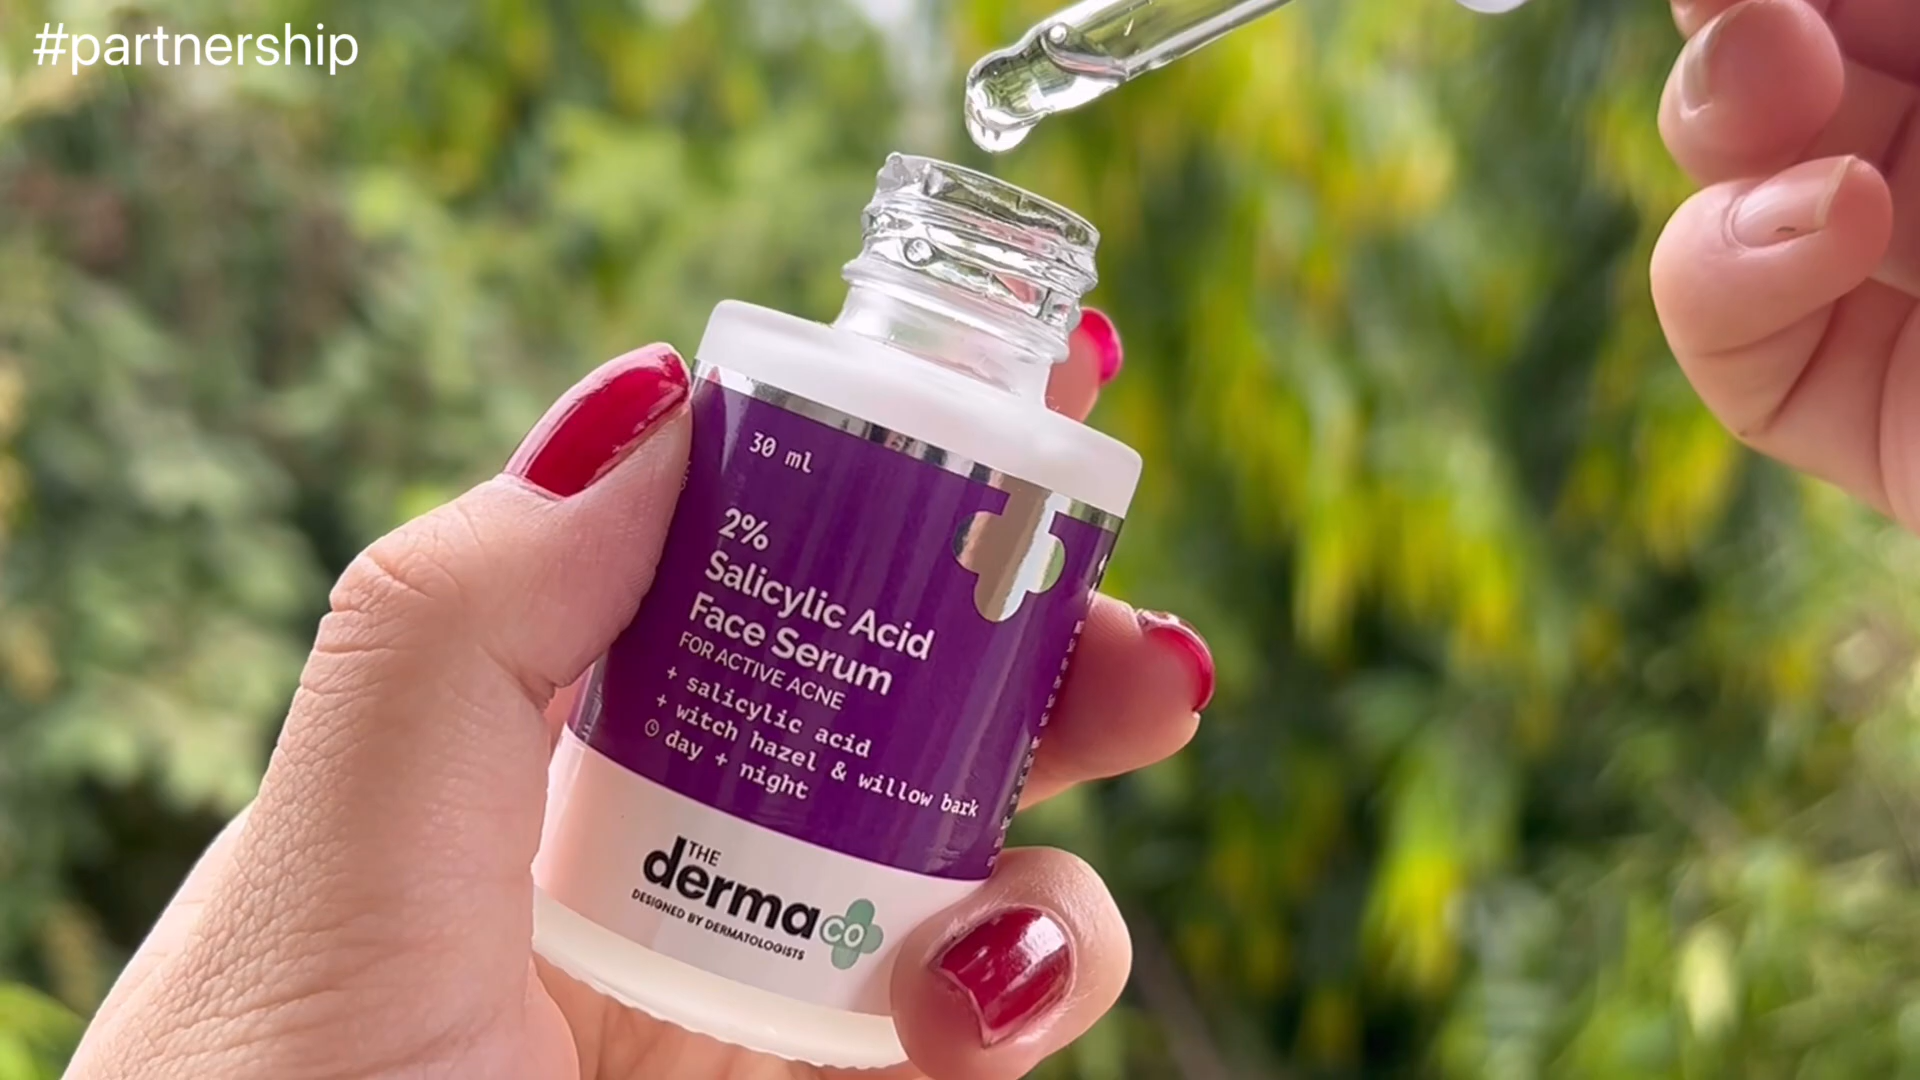 #partnership
30 ml
2%
Salicylic Acid
Face Serum
FOR ACTIVE ACNE
+ salicylic acid
+ witch hazel & willow bark
day + night
THE
derma co
DESIGNED BY DERMATOLOGISTS